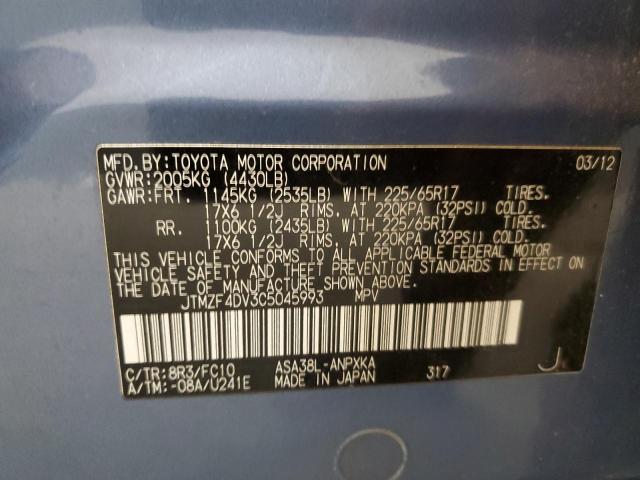 MFD. BY: TOYOTA MOTOR CORPORATION 03/12
GVWR: 2005KG (4430LB)
GAWR: FRT. 1145KG (2535LB) WITH 225/65R17 TIRES.
17X6 1/2J RIMS. AT 220KPA (32PSI) COLD.
RR. 1100KG (2435LB) WITH 225/65R17 TIRES.
17X6 1/2J RIMS. AT 220KPA (32PSI) COLD.
THIS VEHICLE CONFORMS TO ALL APPLICABLE FEDERAL MOTOR
VEHICLE SAFETY AND THEFT PREVENTION STANDARDS IN EFFECT ON
THE DATE OF MANUFACTURE SHOWN ABOVE.
JTMZF4DV3C5045993 MPV
C/TR: 8R3/FC10 ASA38L-ANPXKA 317 J
A/TM: -08A/U241E MADE IN JAPAN